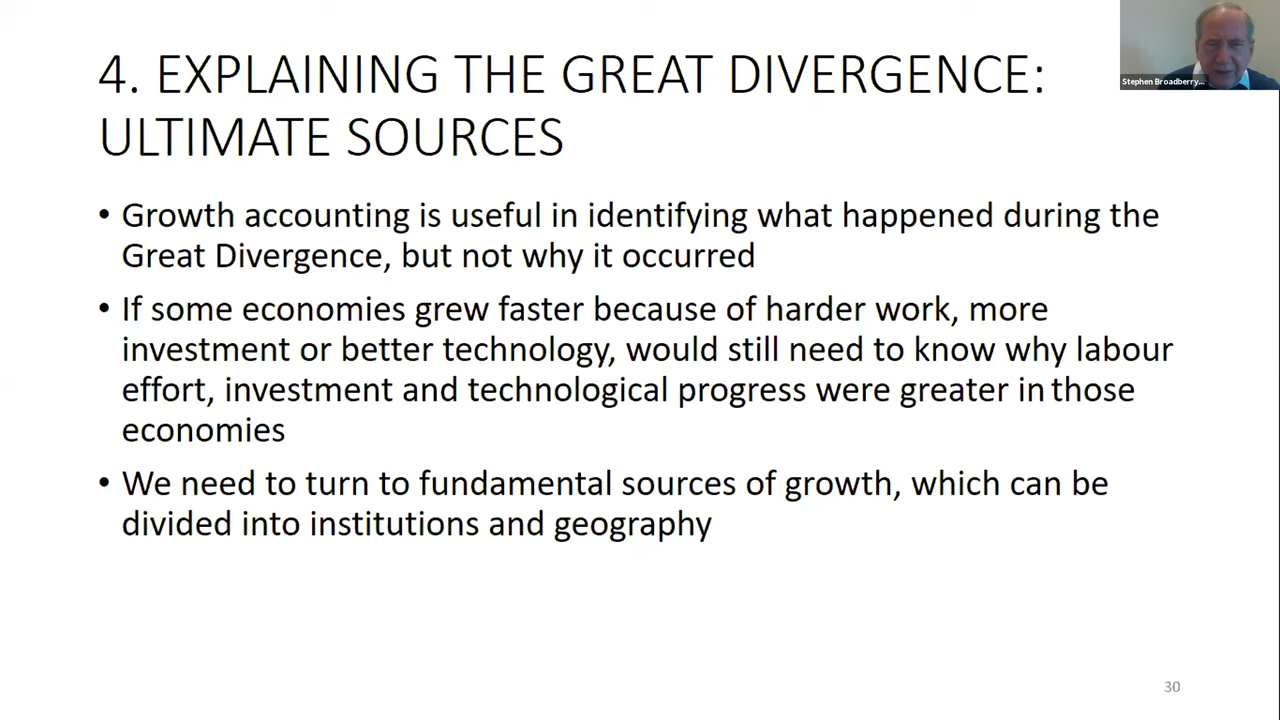 4. EXPLAINING THE GREAT DIVERGENCE:
ULTIMATE SOURCES
Stephen Broadberry...
• Growth accounting is useful in identifying what happened during the
Great Divergence, but not why it occurred
• If some economies grew faster because of harder work, more
investment or better technology, would still need to know why labour
effort, investment and technological progress were greater in those
economies
• We need to turn to fundamental sources of growth, which can be
divided into institutions and geography
30